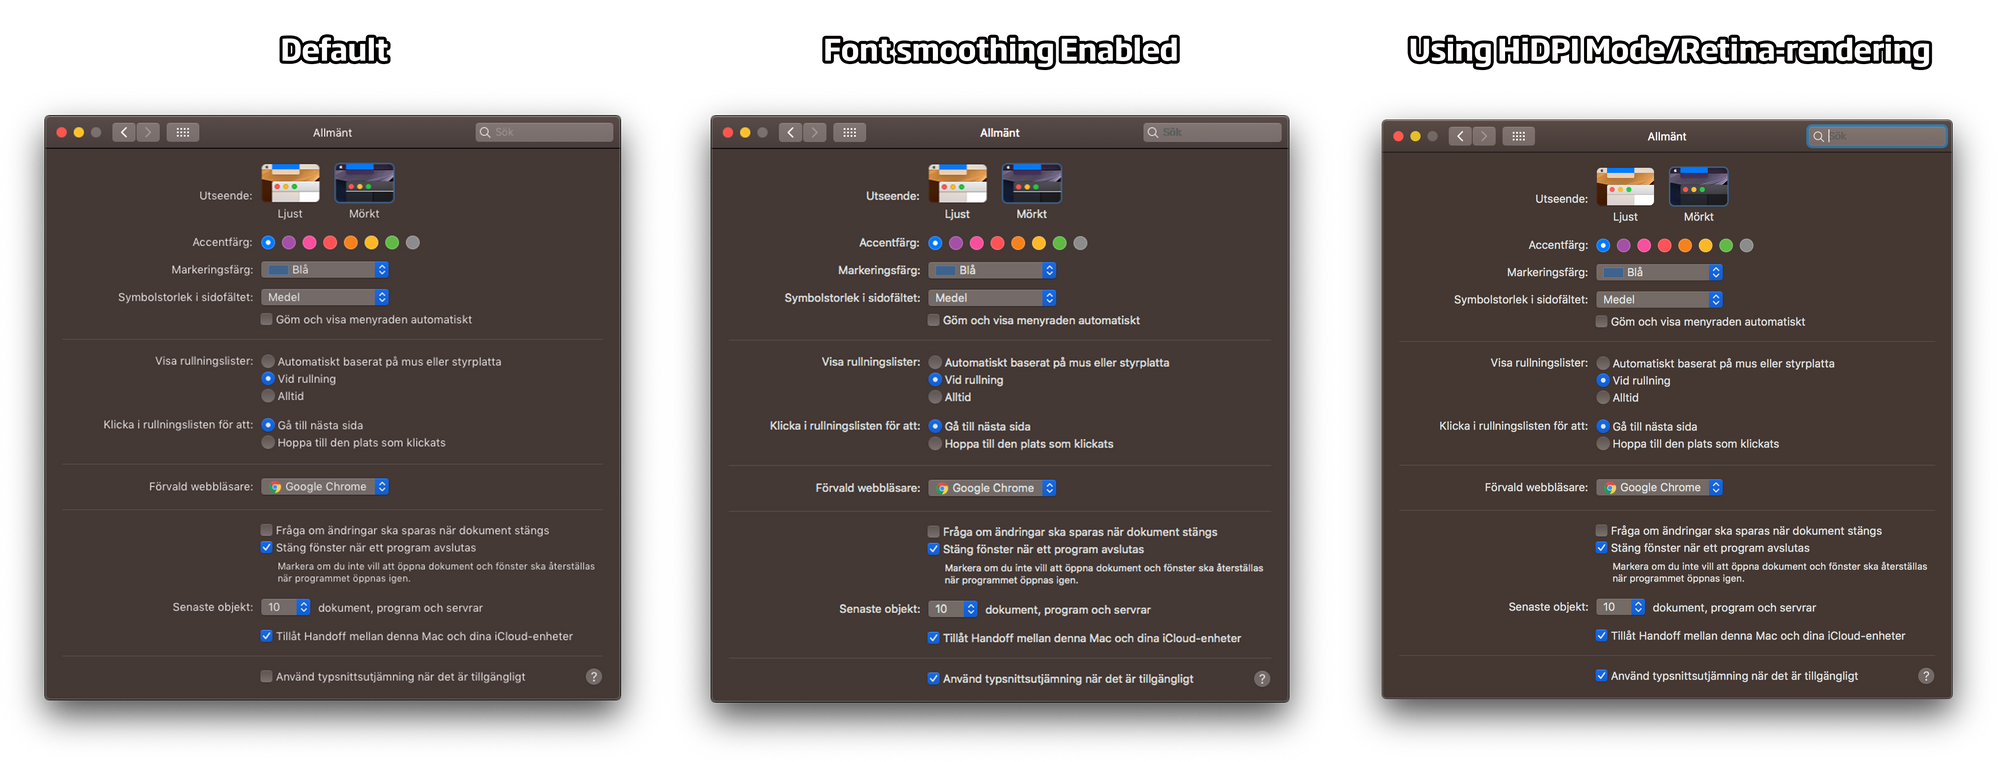 Default
Allmänt
Sök
Utseende:
Ljust
Mörkt
Accentfärg:
Markeringsfärg: Blå
Symbolstorlek i sidofältet: Medel
Göm och visa menyraden automatiskt
Visa rullningslister: Automatiskt baserat på mus eller styrplatta
Vid rullning
Alltid
Klicka i rullningslisten för att: Gå till nästa sida
Hoppa till den plats som klickats
Förvald webbläsare: Google Chrome
Fråga om ändringar ska sparas när dokument stängs
Stäng fönster när ett program avslutas
Markera om du inte vill att öppna dokument och fönster ska återställas
när programmet öppnas igen.
Senaste objekt: 10 dokument, program och servrar
Tillåt Handoff mellan denna Mac och dina iCloud-enheter
Använd typsnittsutjämning när det är tillgängligt
?
Font smoothing Enabled
Allmänt
Sök
Utseende:
Ljust
Mörkt
Accentfärg:
Markeringsfärg: Blå
Symbolstorlek i sidofältet: Medel
Göm och visa menyraden automatiskt
Visa rullningslister: Automatiskt baserat på mus eller styrplatta
Vid rullning
Alltid
Klicka i rullningslisten för att: Gå till nästa sida
Hoppa till den plats som klickats
Förvald webbläsare: Google Chrome
Fråga om ändringar ska sparas när dokument stängs
Stäng fönster när ett program avslutas
Markera om du inte vill att öppna dokument och fönster ska återställas
när programmet öppnas igen.
Senaste objekt: 10 dokument, program och servrar
Tillåt Handoff mellan denna Mac och dina iCloud-enheter
Använd typsnittsutjämning när det är tillgängligt
?
Using HiDPI Mode/Retina-rendering
Allmänt
Sök
Utseende:
Ljust
Mörkt
Accentfärg:
Markeringsfärg: Blå
Symbolstorlek i sidofältet: Medel
Göm och visa menyraden automatiskt
Visa rullningslister: Automatiskt baserat på mus eller styrplatta
Vid rullning
Alltid
Klicka i rullningslisten för att: Gå till nästa sida
Hoppa till den plats som klickats
Förvald webbläsare: Google Chrome
Fråga om ändringar ska sparas när dokument stängs
Stäng fönster när ett program avslutas
Markera om du inte vill att öppna dokument och fönster ska återställas
när programmet öppnas igen.
Senaste objekt: 10 dokument, program och servrar
Tillåt Handoff mellan denna Mac och dina iCloud-enheter
Använd typsnittsutjämning när det är tillgängligt
?